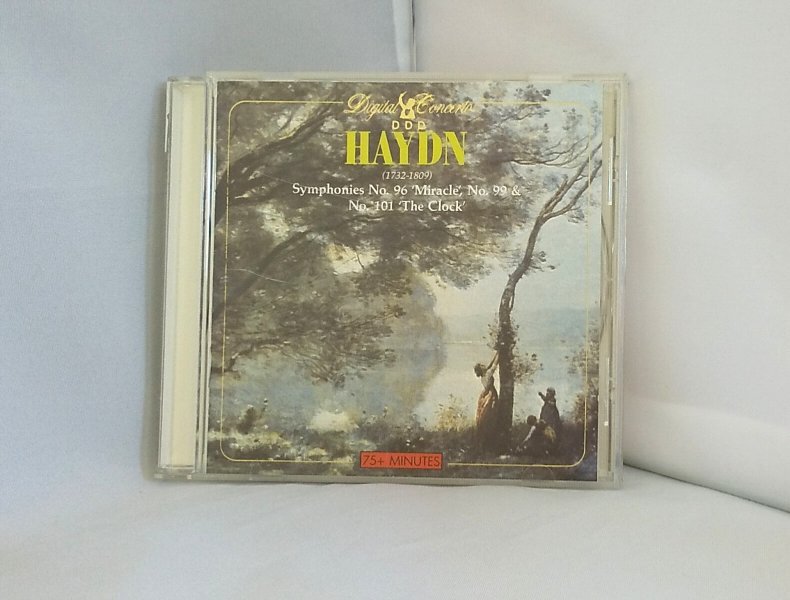 Digital Concerto
DDD
HAYDN
(1732-1809)
Symphonies No. 96 'Miracle', No. 99 &
No. 101 'The Clock'
75+ MINUTES